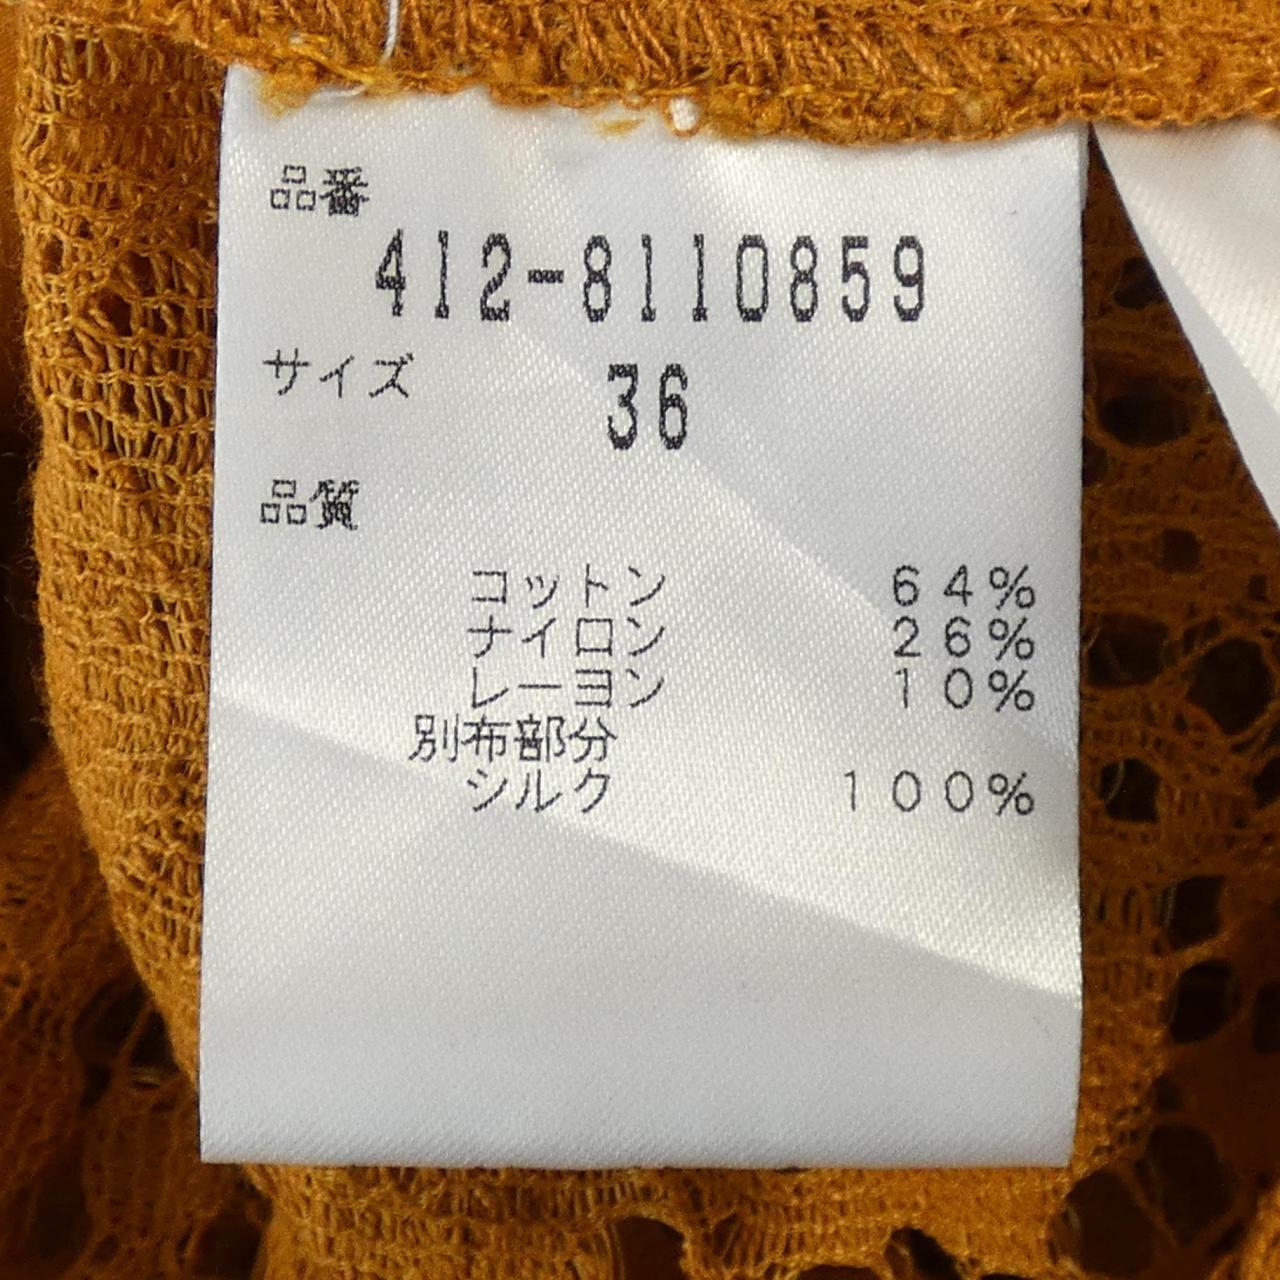 品番
412-8110859
サイズ 36
品質
コットン 64%
ナイロン 26%
レーヨン 10%
別布部分
シルク 100%